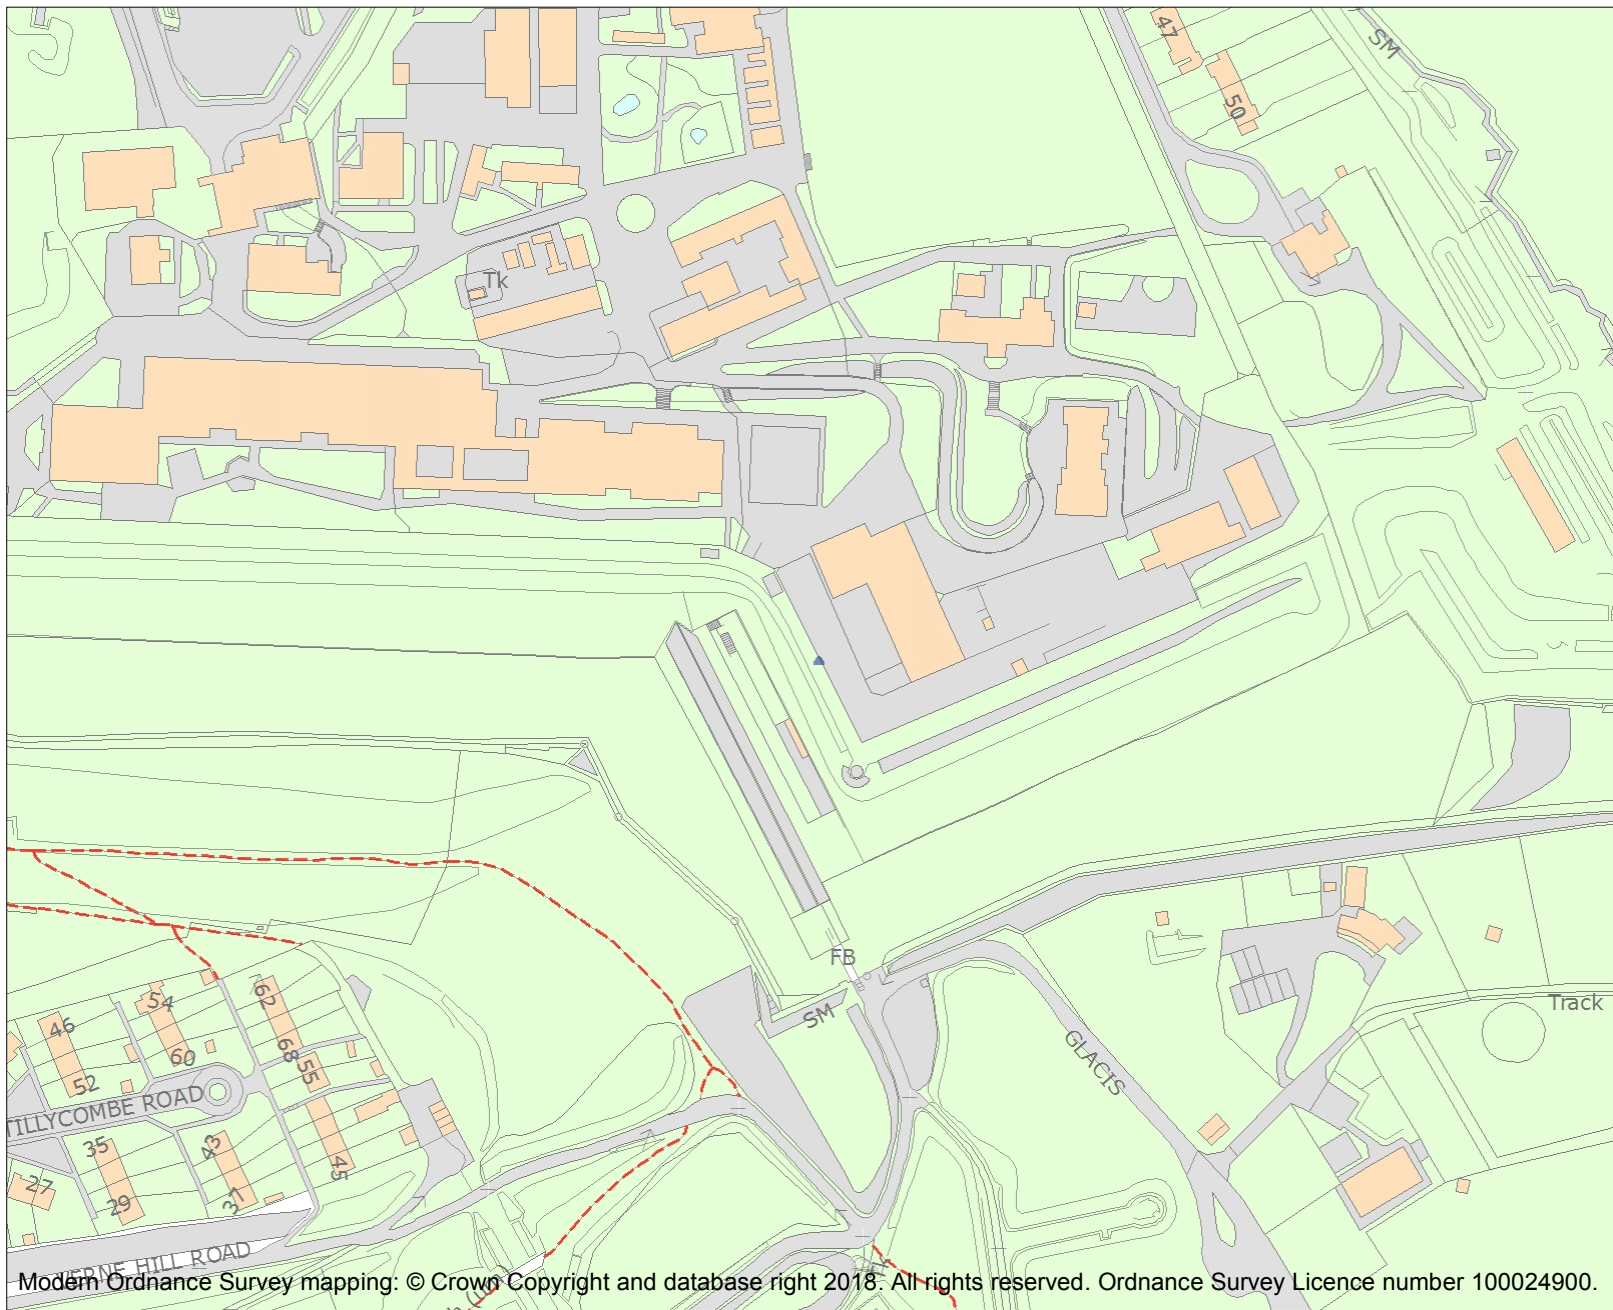 47
SM
50
Tk
FB
SM
GLACIS
Track
54
62
46
60
68
55
52
TILLYCOMBE ROAD
35
43
45
27
29
37
VERNE HILL ROAD
Modern Ordnance Survey mapping: © Crown Copyright and database right 2018. All rights reserved. Ordnance Survey Licence number 100024900.